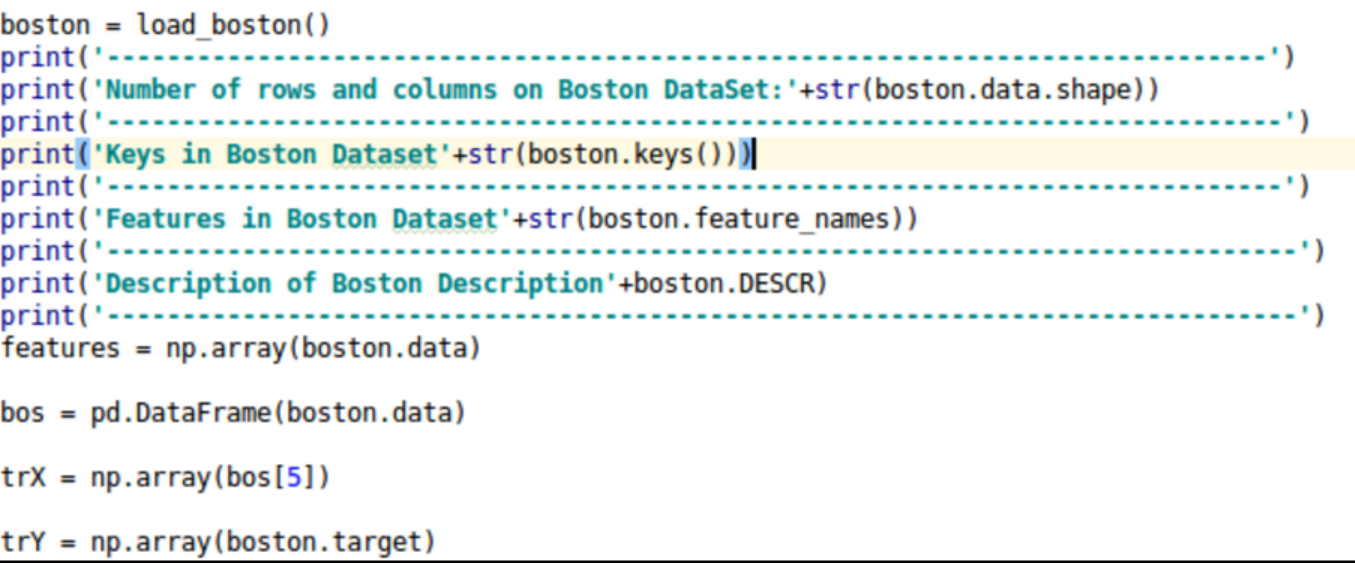 boston = load_boston()
print('-----------------------------------------------------------------------------')
print('Number of rows and columns on Boston DataSet:'+str(boston.data.shape))
print('------------------------------------------------------------------------------')
print('Keys in Boston Dataset'+str(boston.keys()))
print('------------------------------------------------------------------------------')
print('Features in Boston Dataset'+str(boston.feature_names))
print('-------------------------------------------------------------------------------')
print('Description of Boston Description'+boston.DESCR)
print('-------------------------------------------------------------------------------')
features = np.array(boston.data)
bos = pd.DataFrame(boston.data)
trX = np.array(bos[5])
trY = np.array(boston.target)